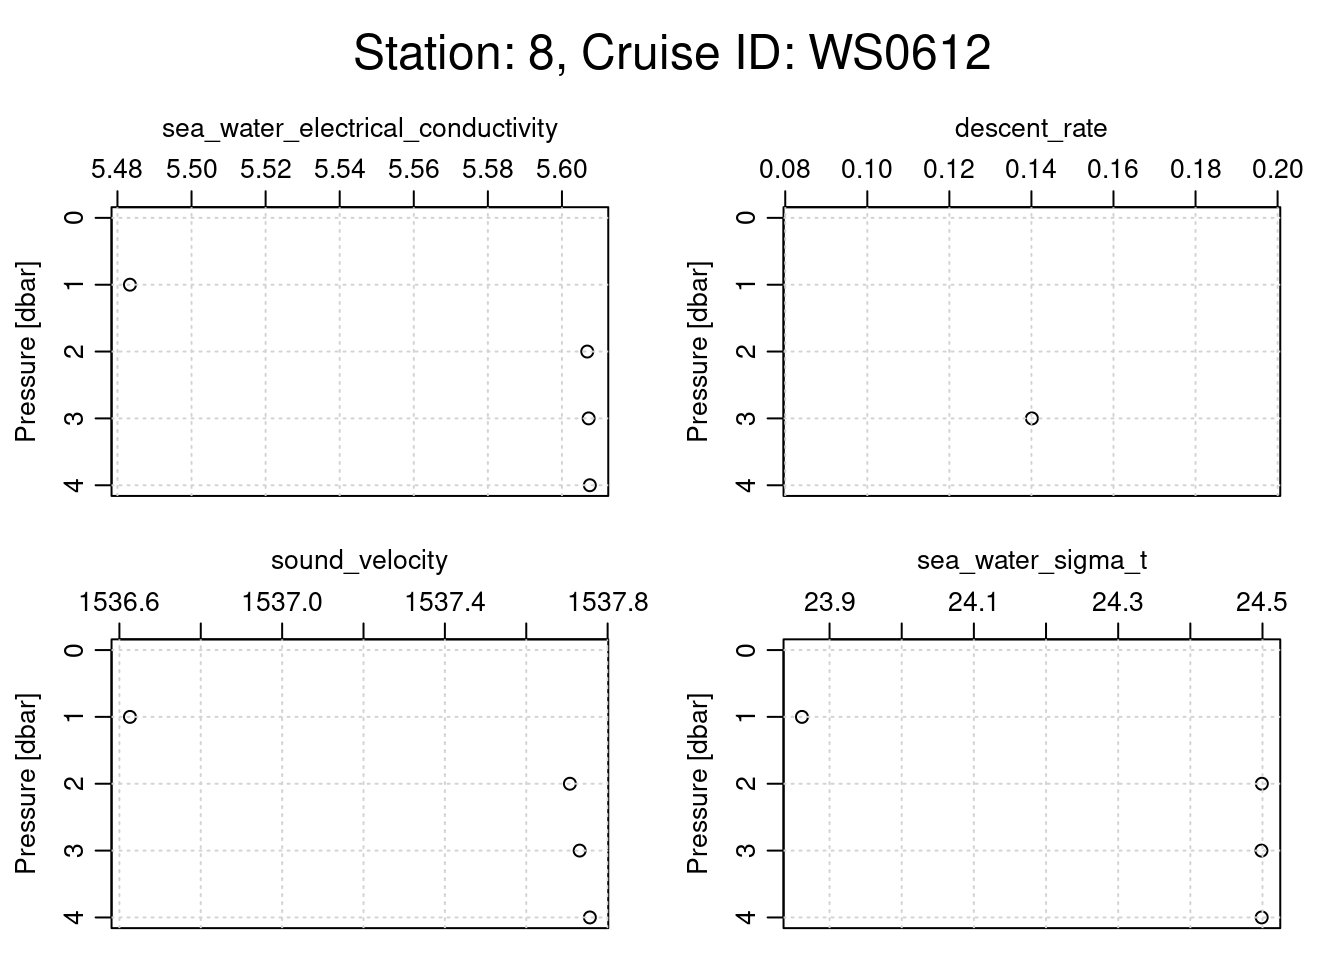 Station: 8, Cruise ID: WS0612
sea_water_electrical_conductivity
5.48 5.50 5.52 5.54 5.56 5.58 5.60
Pressure [dbar]
0
1
2
3
4
descent_rate
0.08 0.10 0.12 0.14 0.16 0.18 0.20
Pressure [dbar]
0
1
2
3
4
sound_velocity
1536.6 1537.0 1537.4 1537.8
Pressure [dbar]
0
1
2
3
4
sea_water_sigma_t
23.9 24.1 24.3 24.5
Pressure [dbar]
0
1
2
3
4